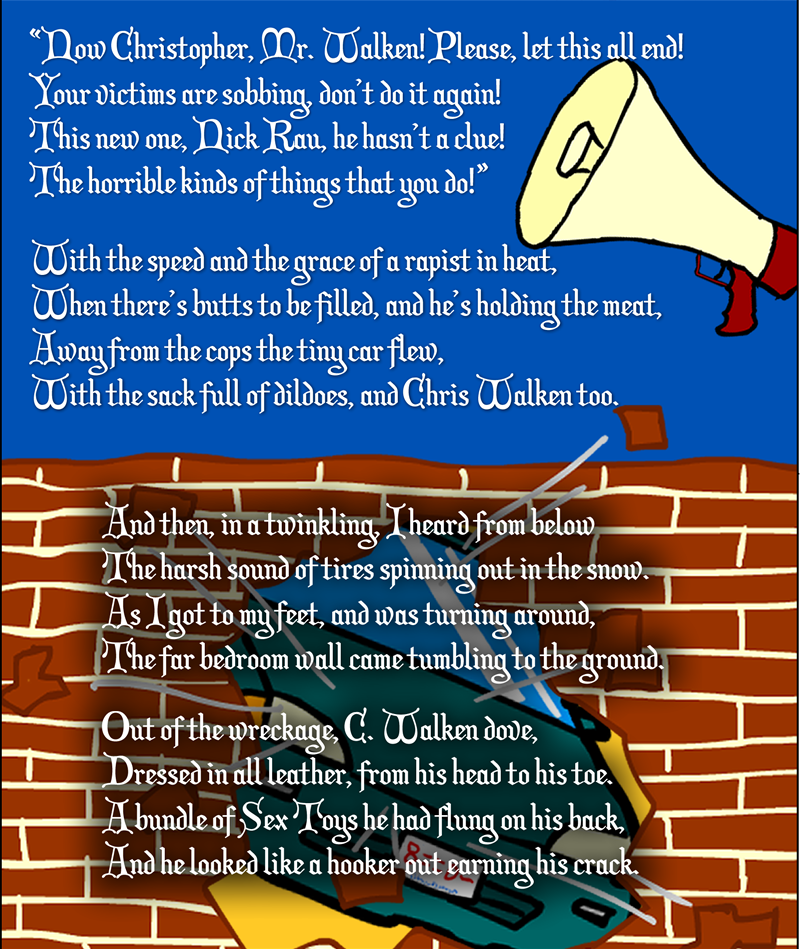 “Now Christopher, Mr. Walken! Please, let this all end!
Your victims are sobbing, don’t do it again!
This new one, Nick Rau, he hasn’t a clue!
The horrible kinds of things that you do!”
With the speed and the grace of a rapist in heat,
When there’s butts to be filled, and he’s holding the meat,
Away from the cops the tiny car flew,
With the sack full of dildoes, and Chris Walken too.
And then, in a twinkling, I heard from below
The harsh sound of tires spinning out in the snow.
As I got to my feet, and was turning around,
The far bedroom wall came tumbling to the ground.
Out of the wreckage, C. Walken dove,
Dressed in all leather, from his head to his toe.
A bundle of Sex Toys he had flung on his back,
And he looked like a hooker out earning his crack.